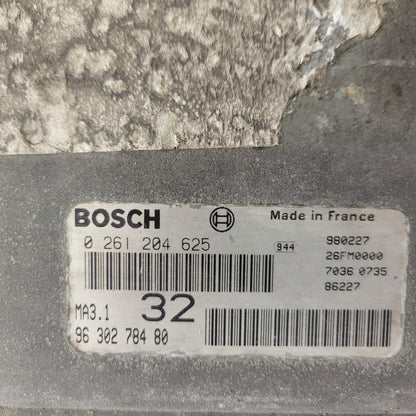 BOSCH Made in France
0 261 204 625 944 980227
26FM0000
7036 0735
86227
MA3.1 32
96 302 784 80